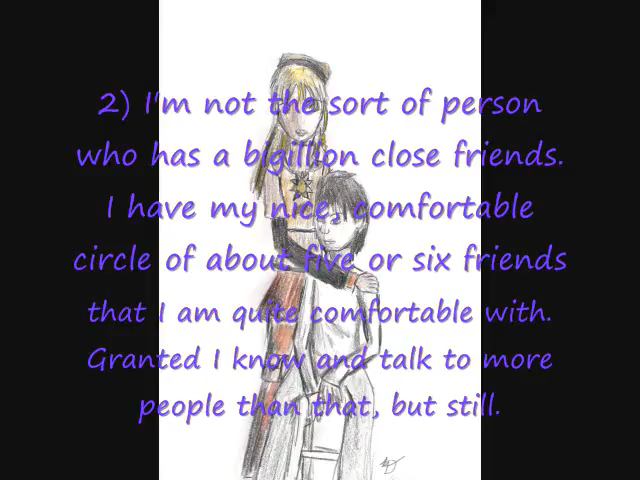 2) I'm not the sort of person
who has a bigillion close friends.
I have my nice, comfortable
circle of about five or six friends
that I am quite comfortable with.
Granted I know and talk to more
people than that, but still.